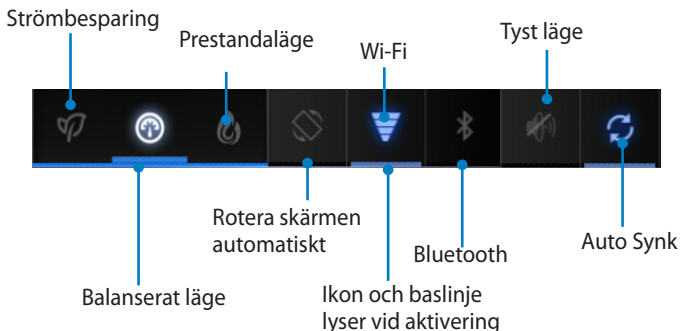 Strömbesparing
Prestandaläge
Wi-Fi
Tyst läge
Rotera skärmen
automatiskt
Bluetooth
Auto Synk
Balanserat läge
Ikon och baslinje
lyser vid aktivering